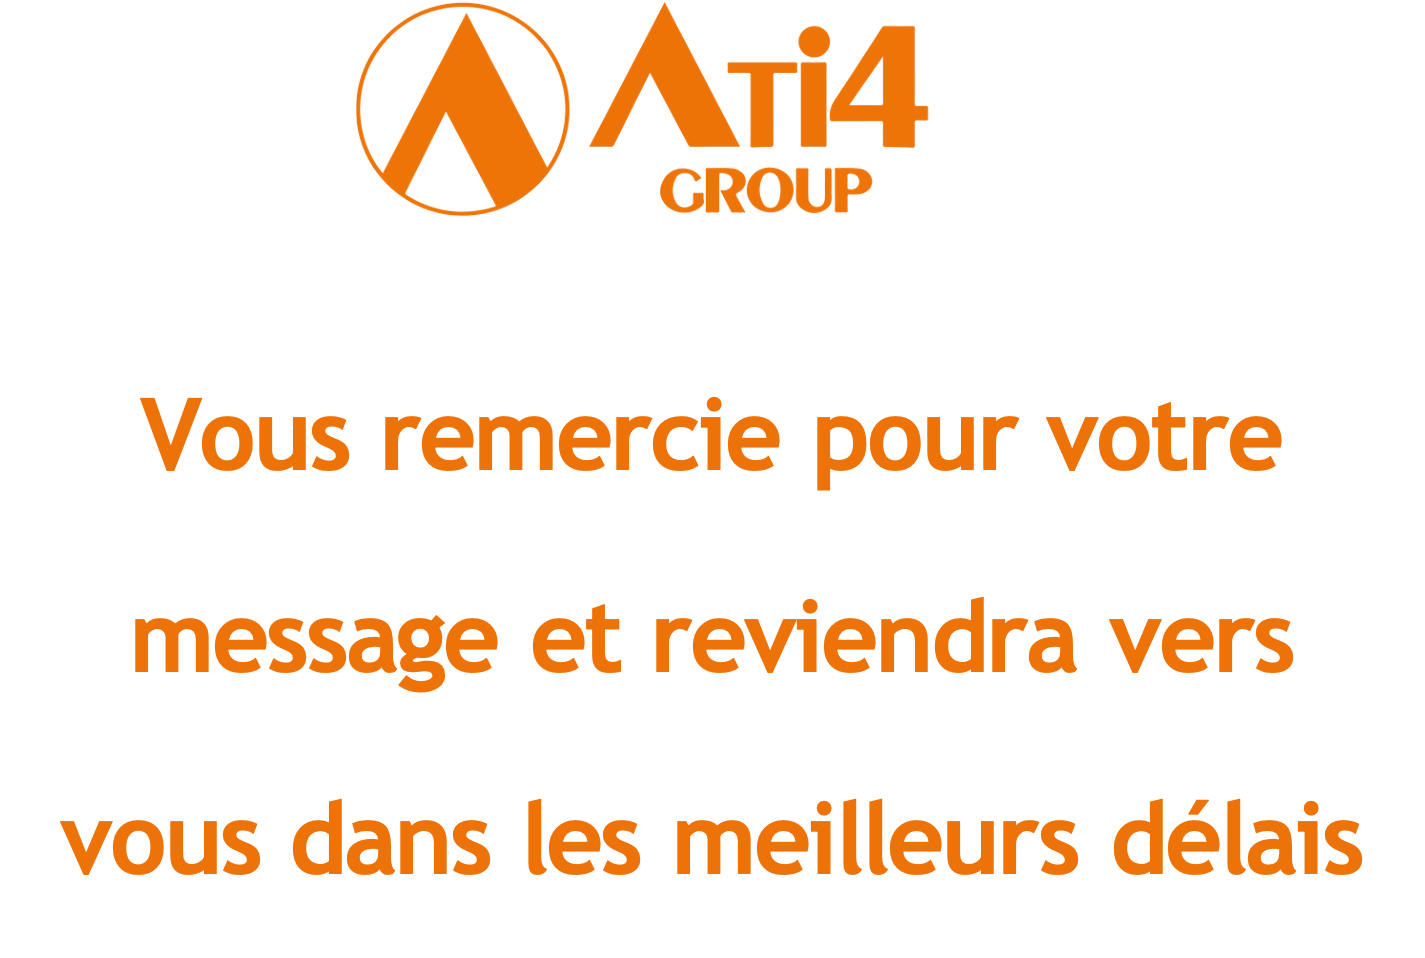 Ati4
GROUP
Vous remercie pour votre
message et reviendra vers
vous dans les meilleurs délais